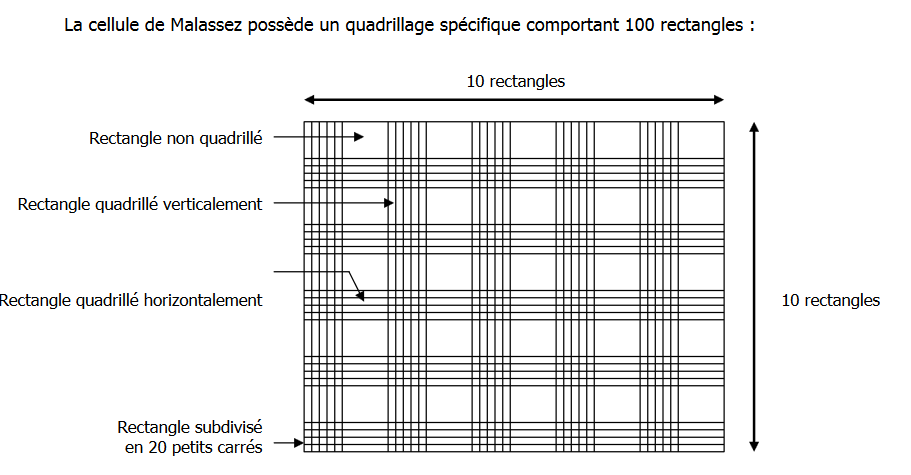 La cellule de Malassez possède un quadrillage spécifique comportant 100 rectangles :
10 rectangles
Rectangle non quadrillé
Rectangle quadrillé verticalement
Rectangle quadrillé horizontalement
10 rectangles
Rectangle subdivisé
en 20 petits carrés